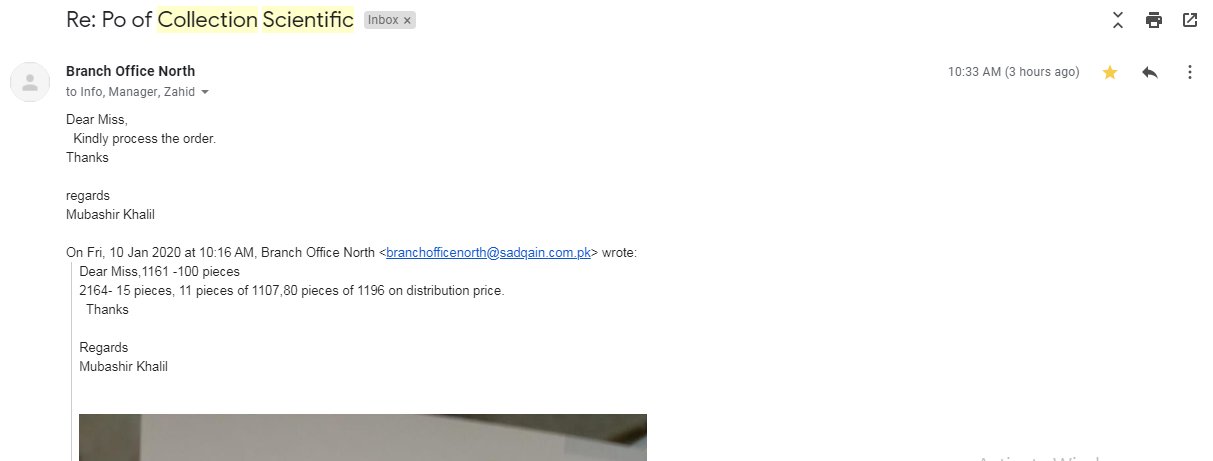 Re: Po of Collection Scientific Inbox ×
Branch Office North 10:33 AM (3 hours ago)
to Info, Manager, Zahid
Dear Miss,
Kindly process the order.
Thanks
regards
Mubashir Khalil
On Fri, 10 Jan 2020 at 10:16 AM, Branch Office North <branchofficenorth@sadqain.com.pk> wrote:
Dear Miss,1161 -100 pieces
2164- 15 pieces, 11 pieces of 1107,80 pieces of 1196 on distribution price.
Thanks
Regards
Mubashir Khalil